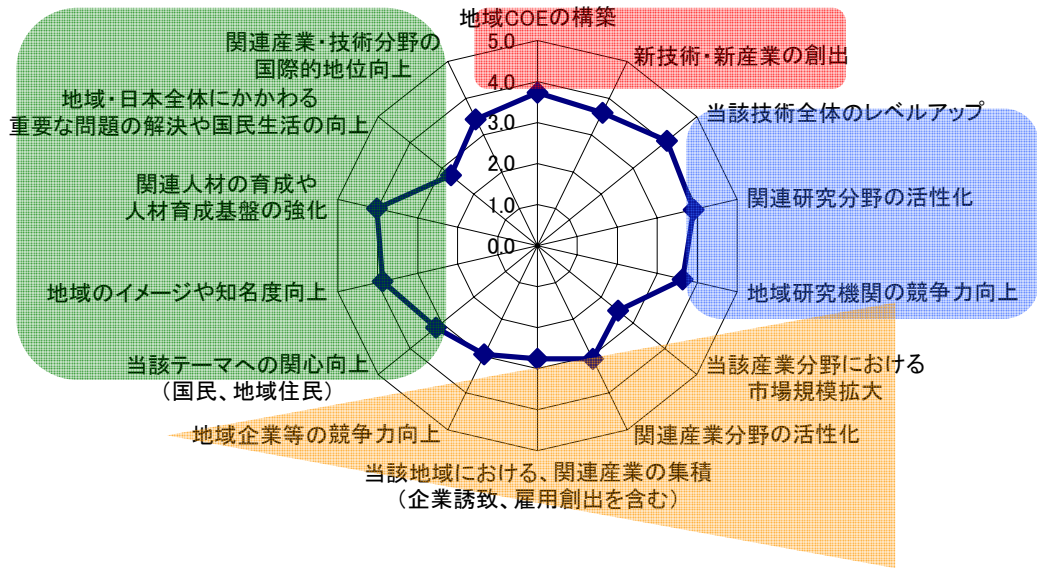 地域COEの構築
新技術・新産業の創出
当該技術全体のレベルアップ
関連研究分野の活性化
地域研究機関の競争力向上
当該産業分野における
市場規模拡大
関連産業分野の活性化
当該地域における、関連産業の集積
（企業誘致、雇用創出を含む）
地域企業等の競争力向上
当該テーマへの関心向上
（国民、地域住民）
地域のイメージや知名度向上
関連人材の育成や
人材育成基盤の強化
地域・日本全体にかかわる
重要な問題の解決や国民生活の向上
関連産業・技術分野の
国際的地位向上
5.0
4.0
3.0
2.0
1.0
0.0